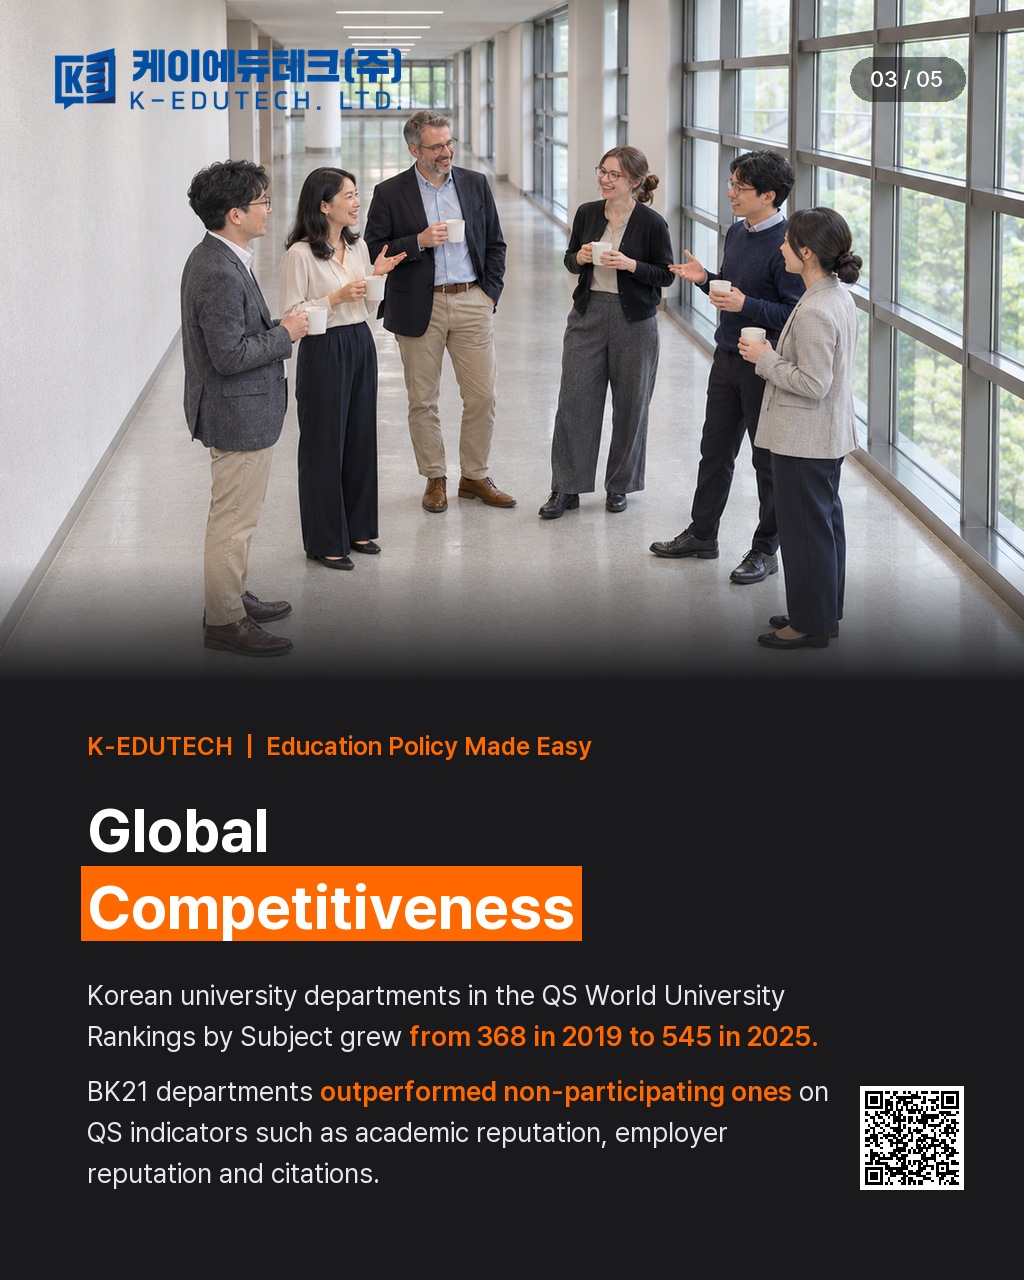 케이에듀테크(주)
K-EDUTECH. LTD.
03 / 05
K-EDUTECH | Education Policy Made Easy
Global
Competitiveness
Korean university departments in the QS World University
Rankings by Subject grew from 368 in 2019 to 545 in 2025.
BK21 departments outperformed non-participating ones on
QS indicators such as academic reputation, employer
reputation and citations.